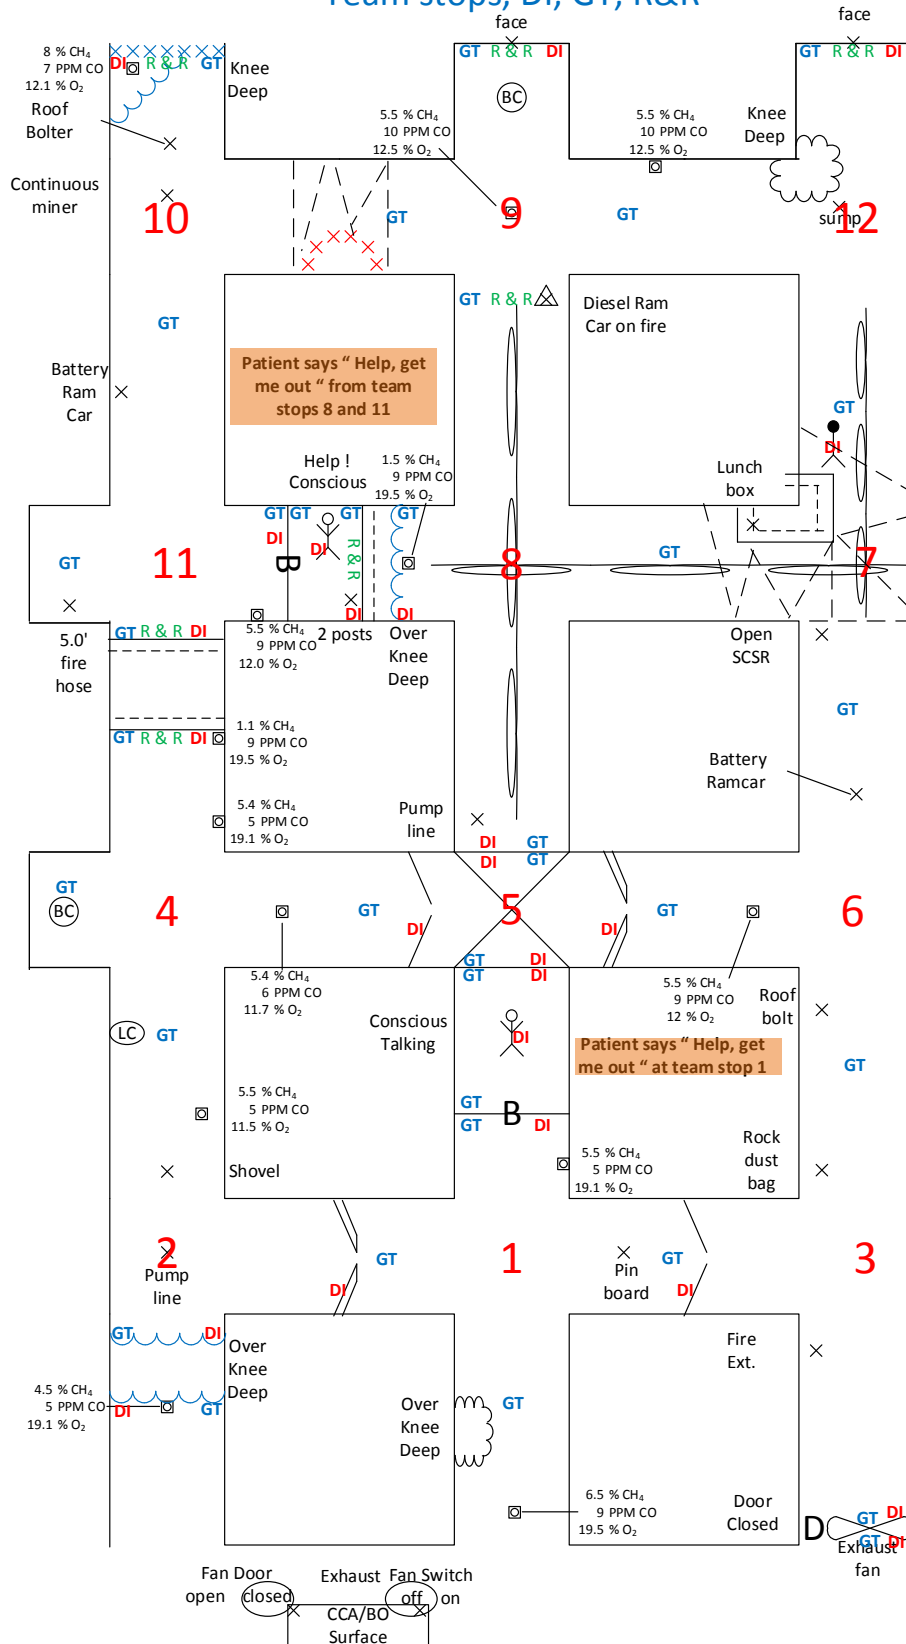 Team stops, DI, GT, R&R
face
face
8 % CH₄
7 PPM CO
12.1 % O₂
DI R & R GT
Knee
Deep
GT R & R DI
GT R & R DI
BC
Roof
Bolter
5.5 % CH₄
10 PPM CO
12.5 % O₂
5.5 % CH₄
10 PPM CO
12.5 % O₂
Knee
Deep
Continuous
miner
10
GT
9
GT
sump
12
GT
GT R & R
Diesel Ram
Car on fire
Battery
Ram
Car
Patient says “ Help, get
me out “ from team
stops 8 and 11
GT
DI
Help !
Conscious
1.5 % CH₄
9 PPM CO
19.5 % O₂
Lunch
box
GT GT GT GT
DI
DI
B
R & R
GT
11
8
GT
7
DI
DI
2 posts
5.0'
fire
hose
GT R & R DI
5.5 % CH₄
9 PPM CO
12.0 % O₂
Over
Knee
Deep
Open
SCSR
GT
GT R & R DI
1.1 % CH₄
9 PPM CO
19.5 % O₂
Battery
Ramcar
5.4 % CH₄
5 PPM CO
19.1 % O₂
Pump
line
DI GT
DI GT
GT
BC
4
GT
DI
5
DI
GT
6
GT DI
GT DI
5.4 % CH₄
6 PPM CO
11.7 % O₂
5.5 % CH₄
9 PPM CO
12 % O₂
Roof
bolt
LC
GT
Conscious
Talking
DI
Patient says “ Help, get
me out “ at team stop 1
GT
5.5 % CH₄
5 PPM CO
11.5 % O₂
GT
B
GT DI
Rock
dust
bag
5.5 % CH₄
5 PPM CO
19.1 % O₂
Shovel
2
Pump
line
GT
DI
1
Pin
board
GT
DI
3
GT DI
Over
Knee
Deep
Fire
Ext.
4.5 % CH₄
5 PPM CO
19.1 % O₂
DI GT
Over
Knee
Deep
GT
6.5 % CH₄
9 PPM CO
19.5 % O₂
Door
Closed
D
GT DI
GT DI
Exhaust
fan
Fan Door
open closed
Exhaust
Fan Switch
off on
CCA/BO
Surface